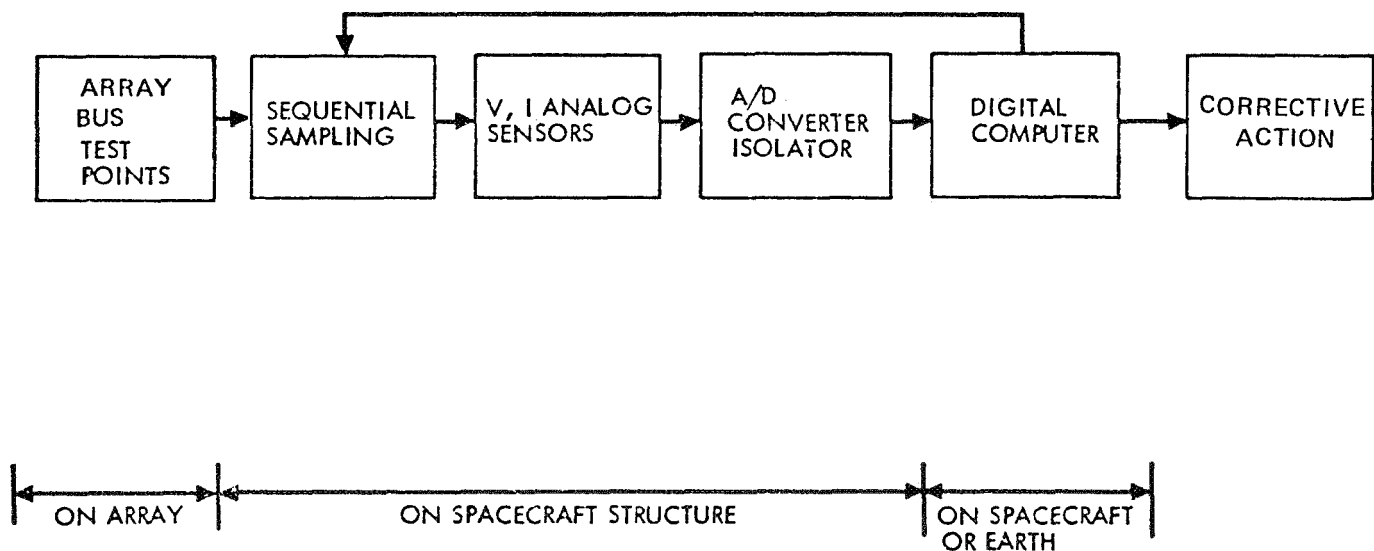 ARRAY
BUS
TEST
POINTS
SEQUENTIAL
SAMPLING
V, I ANALOG
SENSORS
A/D
CONVERTER
ISOLATOR
DIGITAL
COMPUTER
CORRECTIVE
ACTION
ON ARRAY
ON SPACECRAFT STRUCTURE
ON SPACECRAFT
OR EARTH